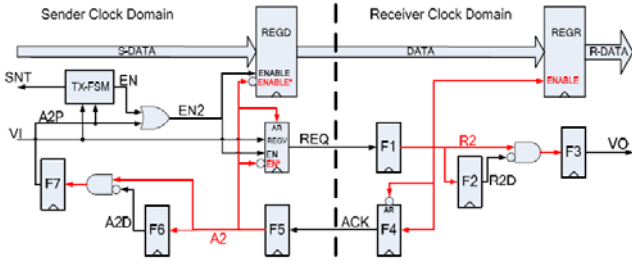 Sender Clock Domain
Receiver Clock Domain
REGD
REGR
S-DATA
DATA
R-DATA
SNT
TX-FSM
EN
ENABLE
ENABLE*
ENABLE
EN2
A2P
VI
AR
REGV
EN
EN*
REQ
F1
R2
F3
VO
F2
R2D
F7
A2D
F6
A2
F5
ACK
AR
F4